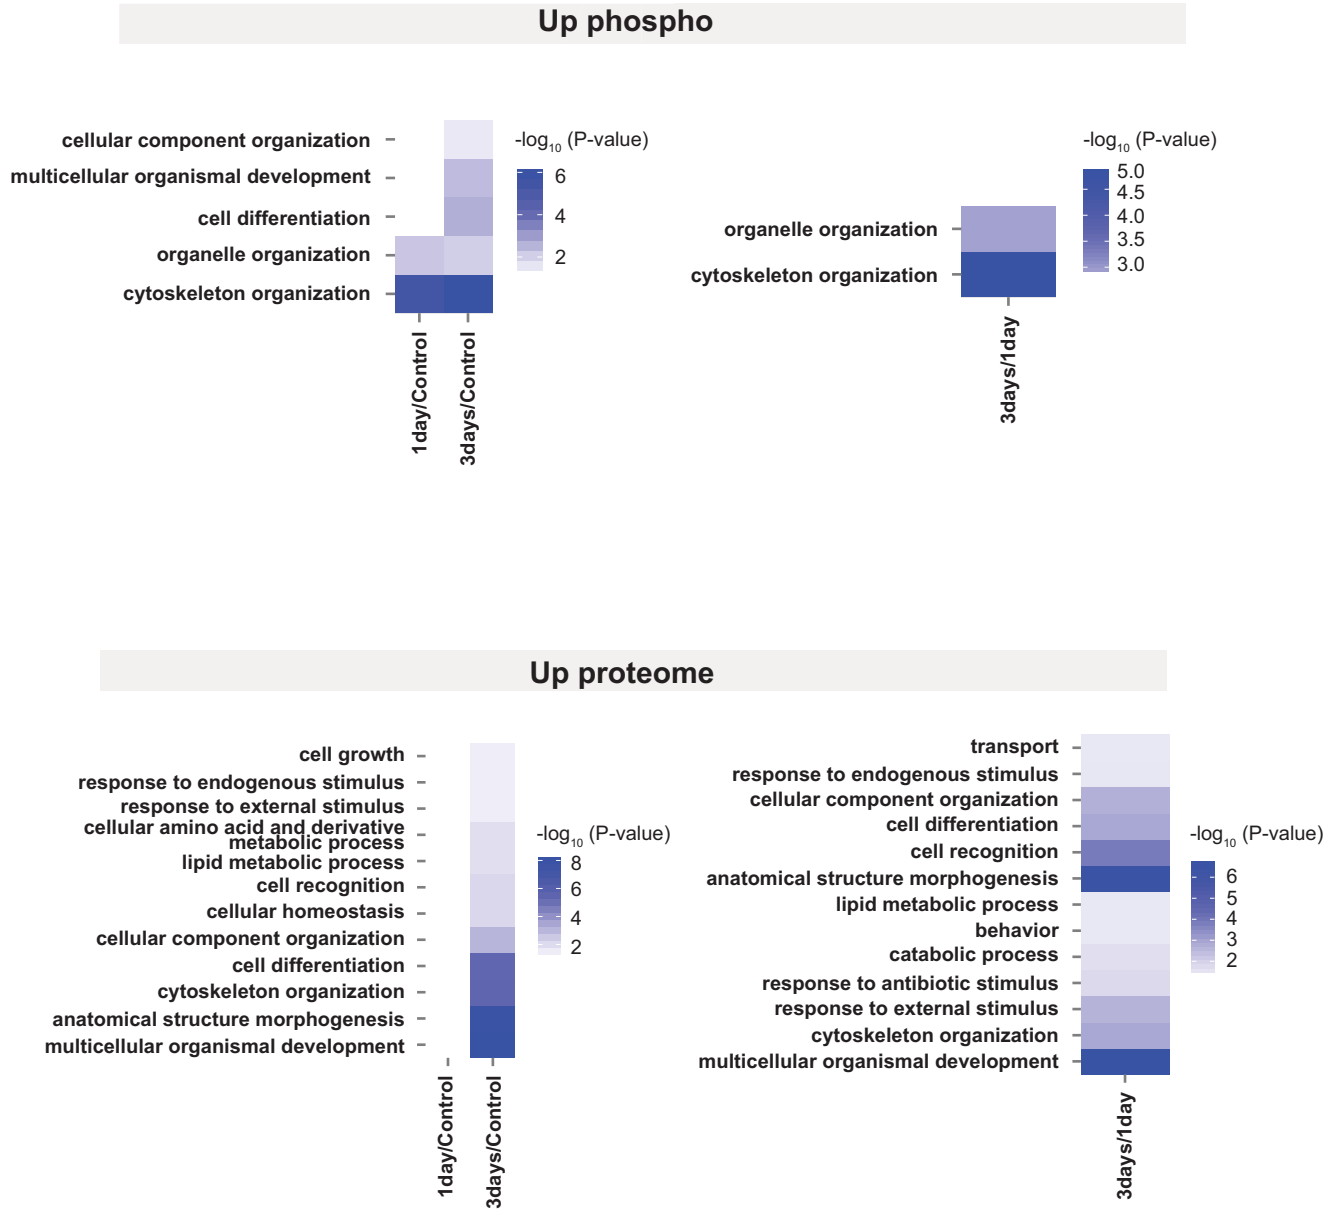 Up phospho
cellular component organization
multicellular organismal development
cell differentiation
organelle organization
cytoskeleton organization
1day/Control
3days/Control
-log10 (P-value)
6
4
2
organelle organization
cytoskeleton organization
3days/1day
-log10 (P-value)
5.0
4.5
4.0
3.5
3.0
Up proteome
cell growth
response to endogenous stimulus
response to external stimulus
cellular amino acid and derivative
metabolic process
lipid metabolic process
cell recognition
cellular homeostasis
cellular component organization
cell differentiation
cytoskeleton organization
anatomical structure morphogenesis
multicellular organismal development
1day/Control
3days/Control
-log10 (P-value)
8
6
4
2
transport
response to endogenous stimulus
cellular component organization
cell differentiation
cell recognition
anatomical structure morphogenesis
lipid metabolic process
behavior
catabolic process
response to antibiotic stimulus
response to external stimulus
cytoskeleton organization
multicellular organismal development
3days/1day
-log10 (P-value)
6
5
4
3
2